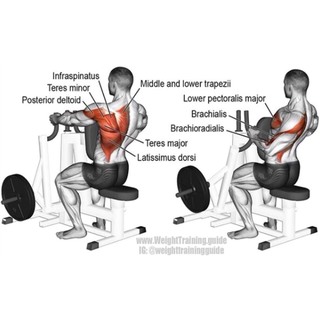 Infraspinatus
Teres minor
Posterior deltoid
Middle and lower trapezii
Teres major
Latissimus dorsi
Lower pectoralis major
Brachialis
Brachioradialis
www.WeightTraining.guide
IG: @weighttrainingguide